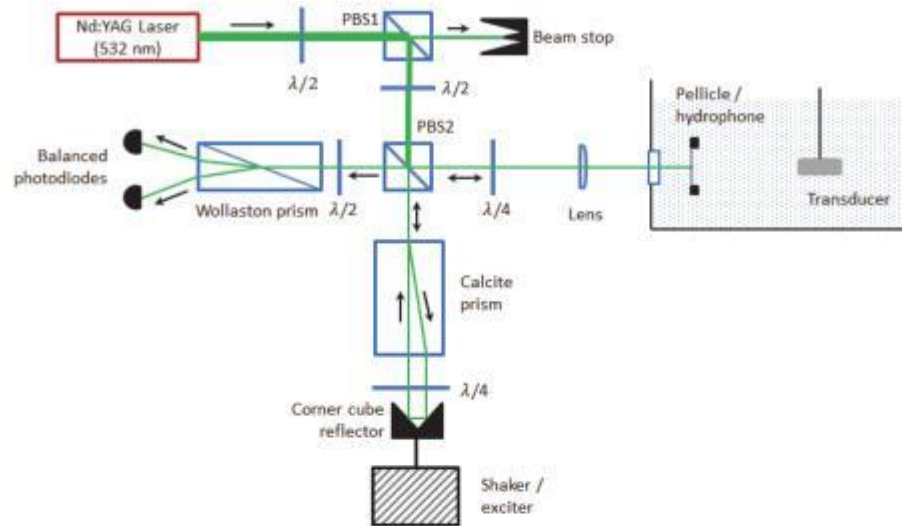 Nd:YAG Laser
(532 nm)
λ/2
PBS1
Beam stop
λ/2
PBS2
Pellicle /
hydrophone
Balanced
photodiodes
Wollaston prism
λ/2
λ/4
Lens
Transducer
Calcite
prism
λ/4
Corner cube
reflector
Shaker /
exciter